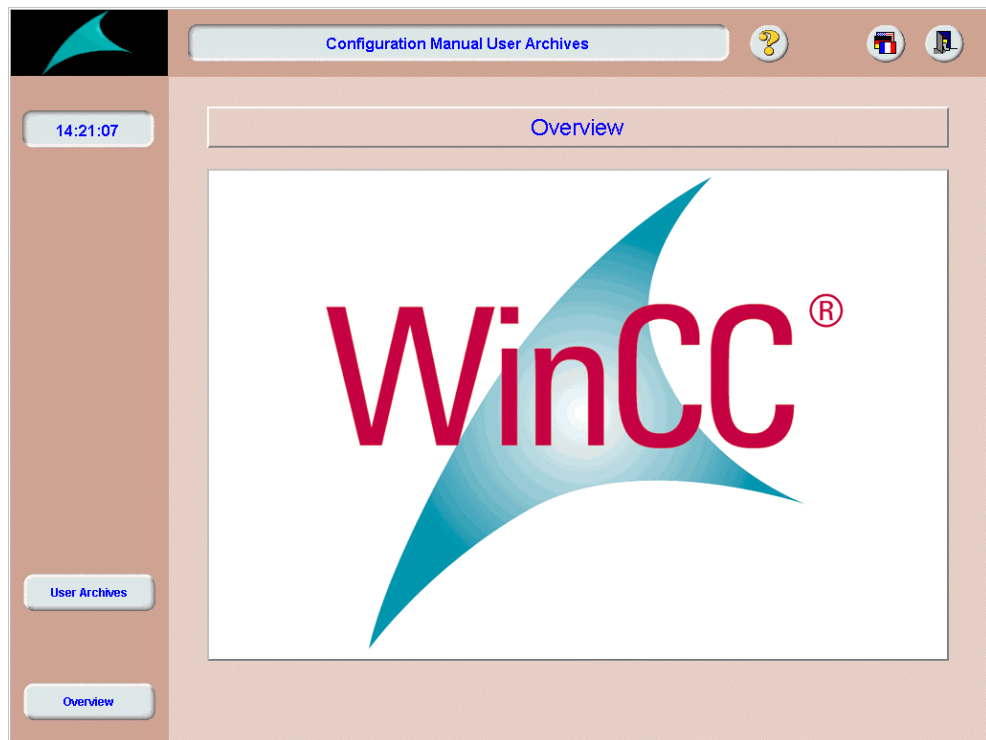 Configuration Manual User Archives
14:21:07
Overview
WinCC®
User Archives
Overview